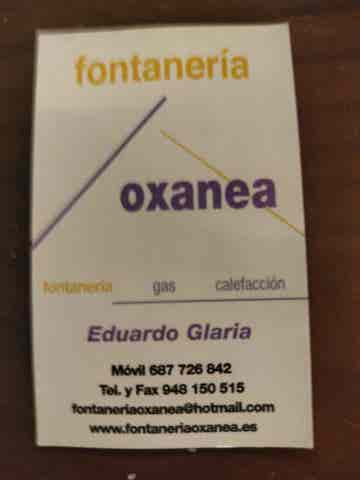 fontanería
oxanea
fontanería gas calefacción
Eduardo Glaria
Móvil 687 726 842
Tel. y Fax 948 150 515
fontaneriaoxanea@hotmail.com
www.fontaneriaoxanea.es